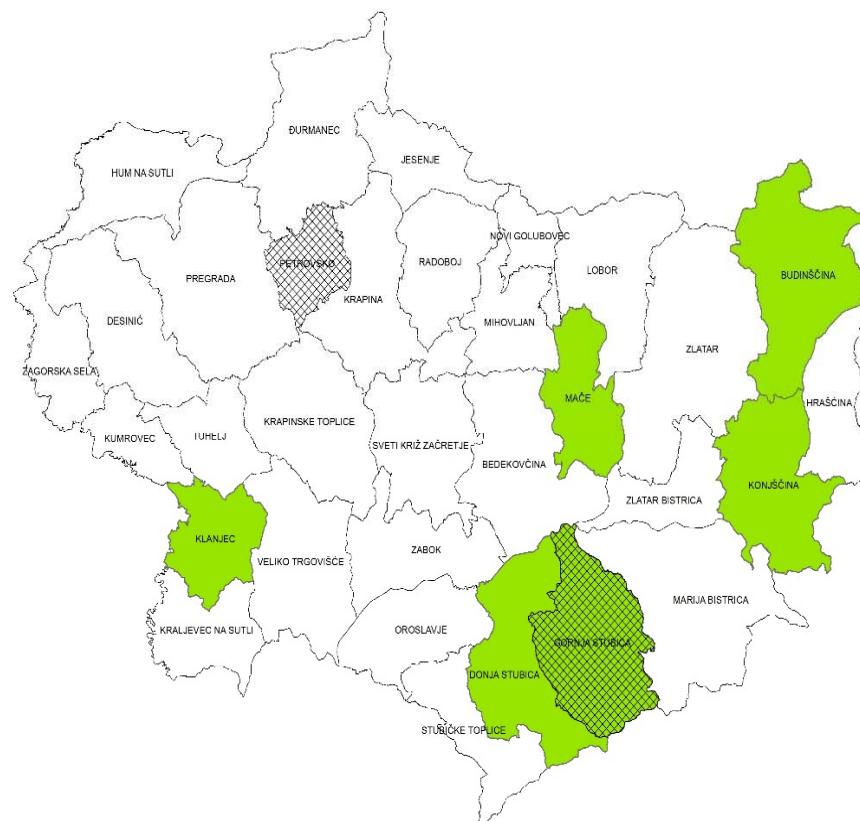 ĐURMANEC
JESENJE
HUM NA SUTLI
NOVI GOLUBOVEC
LOBOR
BUDINŠČINA
PETROVSKO
RADOBOJ
PREGRADA
KRAPINA
DESINIĆ
MIHOVLJAN
ZLATAR
ZAGORSKA SELA
MAČE
HRAŠĆINA
KRAPINSKE TOPLICE
KUMROVEC
TUHELJ
SVETI KRIŽ ZAČRETJE
BEDEKOVČINA
KONJŠČINA
ZLATAR BISTRICA
KLANJEC
ZABOK
VELIKO TRGOVIŠĆE
MARIJA BISTRICA
KRALJEVEC NA SUTLI
OROSLAVJE
GORNJA STUBICA
DONJA STUBICA
STUBIČKE TOPLICE